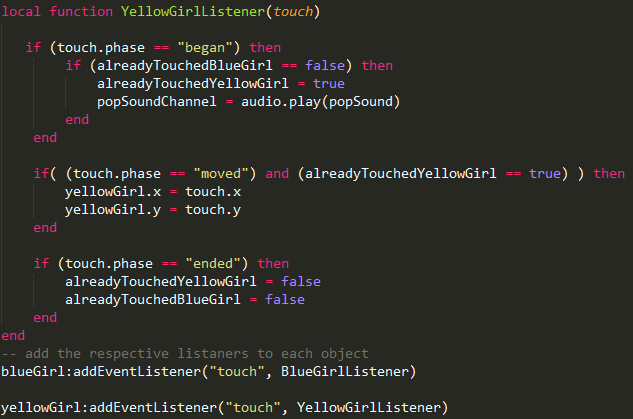 local function YellowGirlListener(touch)
if (touch.phase == "began") then
if (alreadyTouchedBlueGirl == false) then
alreadyTouchedYellowGirl = true
popSoundChannel = audio.play(popSound)
end
end
if( (touch.phase == "moved") and (alreadyTouchedYellowGirl == true) ) then
yellowGirl.x = touch.x
yellowGirl.y = touch.y
end
if (touch.phase == "ended") then
alreadyTouchedYellowGirl = false
alreadyTouchedBlueGirl = false
end
end
-- add the respective listaners to each object
blueGirl:addEventListener("touch", BlueGirlListener)
yellowGirl:addEventListener("touch", YellowGirlListener)